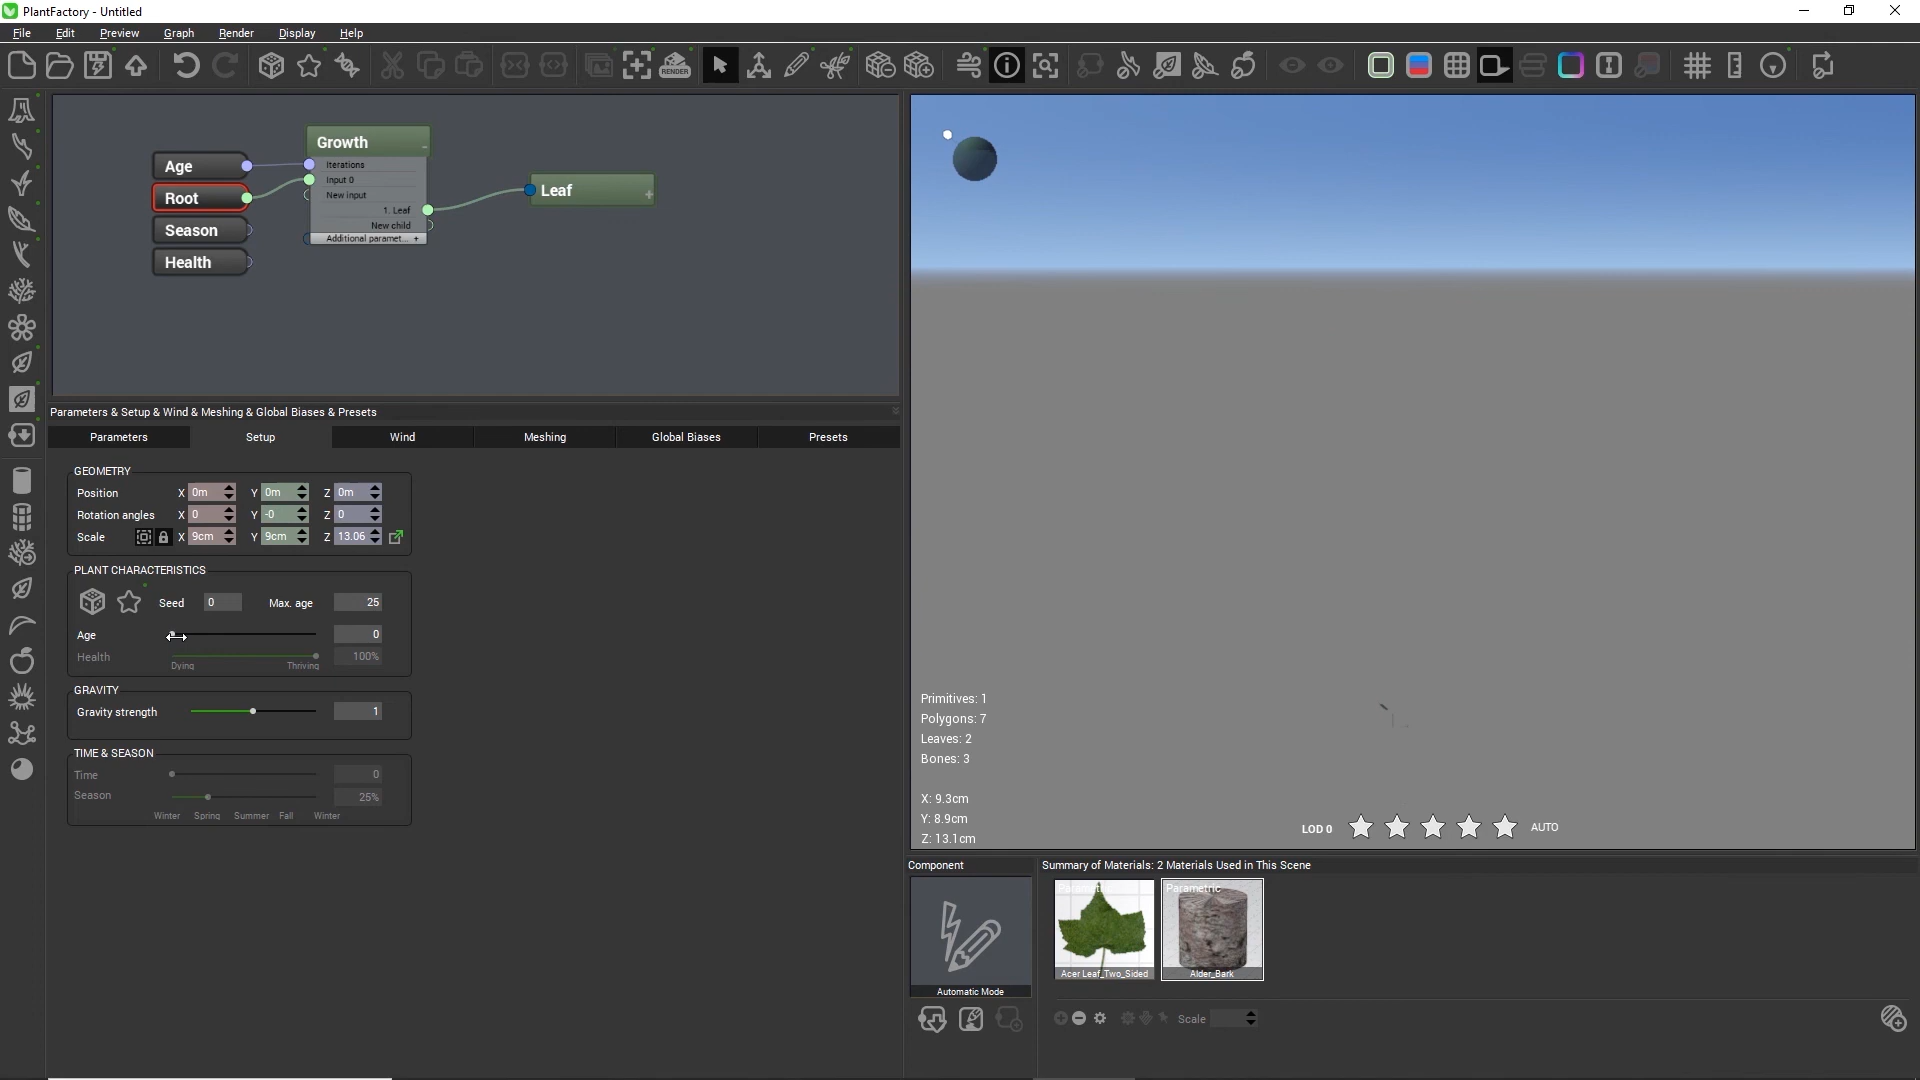 PlantFactory - Untitled
File Edit Preview Graph Render Display Help
RENDER
Growth
Age
Iterations
Root
Input 0
New input
Leaf
1. Leaf
Season
New child
Additional paramet... +
Health
Parameters & Setup & Wind & Meshing & Global Biases & Presets
Parameters Setup Wind Meshing Global Biases Presets
GEOMETRY
Position X 0m Y 0m Z 0m
Rotation angles X 0 Y -0 Z 0
Scale X 9cm Y 9cm Z 13.06
PLANT CHARACTERISTICS
Seed 0 Max. age 25
Age 0
Health 100%
Dying Thriving
GRAVITY
Gravity strength 1
TIME & SEASON
Time 0
Season 25%
Winter Spring Summer Fall Winter
Primitives: 1
Polygons: 7
Leaves: 2
Bones: 3
X: 9.3cm
Y: 8.9cm
Z: 13.1cm
LOD 0 AUTO
Component
Automatic Mode
Summary of Materials: 2 Materials Used in This Scene
Parametric Parametric
Acer Leaf_Two_Sided Alder_Bark
Scale